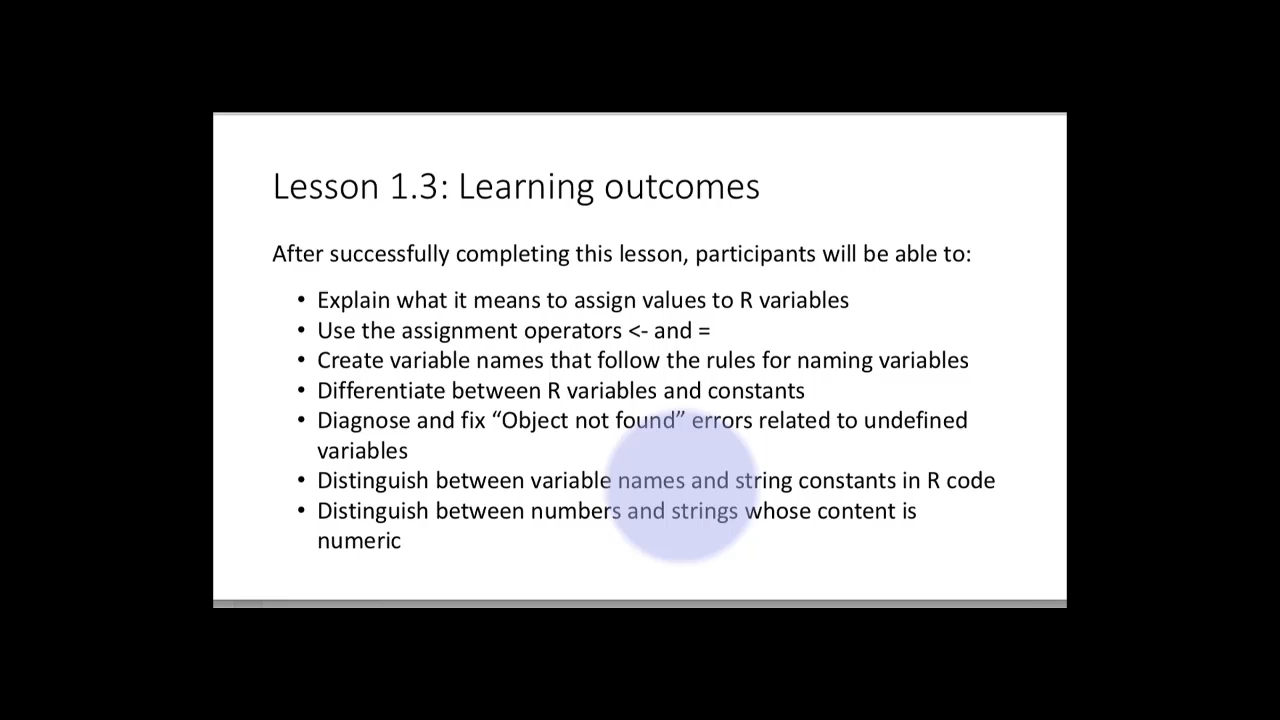 Lesson 1.3: Learning outcomes
After successfully completing this lesson, participants will be able to:
• Explain what it means to assign values to R variables
• Use the assignment operators <- and =
• Create variable names that follow the rules for naming variables
• Differentiate between R variables and constants
• Diagnose and fix “Object not found” errors related to undefined
variables
• Distinguish between variable names and string constants in R code
• Distinguish between numbers and strings whose content is
numeric